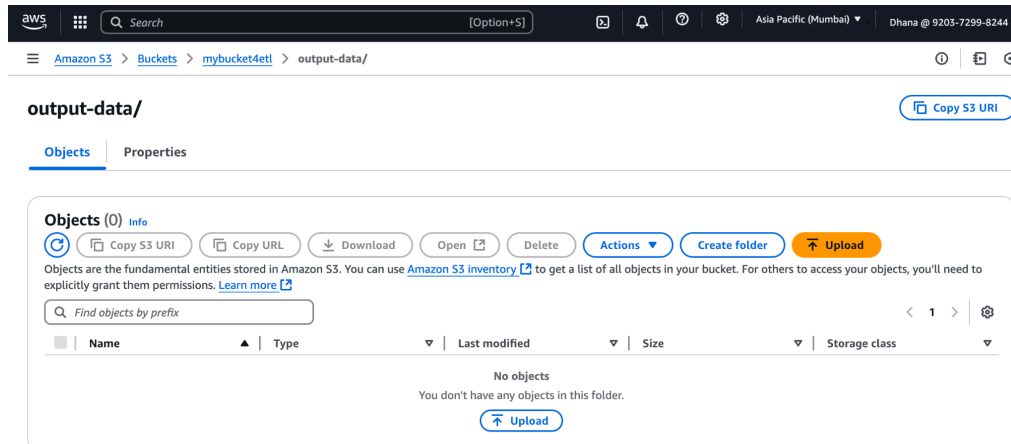 aws Search [Option+S] Asia Pacific (Mumbai) ▼ Dhana @ 9203-7299-8244
Amazon S3 > Buckets > mybucket4etl > output-data/
output-data/
Copy S3 URI
Objects Properties
Objects (0) Info
Copy S3 URI Copy URL Download Open Delete Actions ▼ Create folder Upload
Objects are the fundamental entities stored in Amazon S3. You can use Amazon S3 inventory to get a list of all objects in your bucket. For others to access your objects, you'll need to
explicitly grant them permissions. Learn more
Find objects by prefix
< 1 >
Name ▲ | Type ▽ | Last modified ▽ | Size ▽ | Storage class ▽
No objects
You don't have any objects in this folder.
Upload